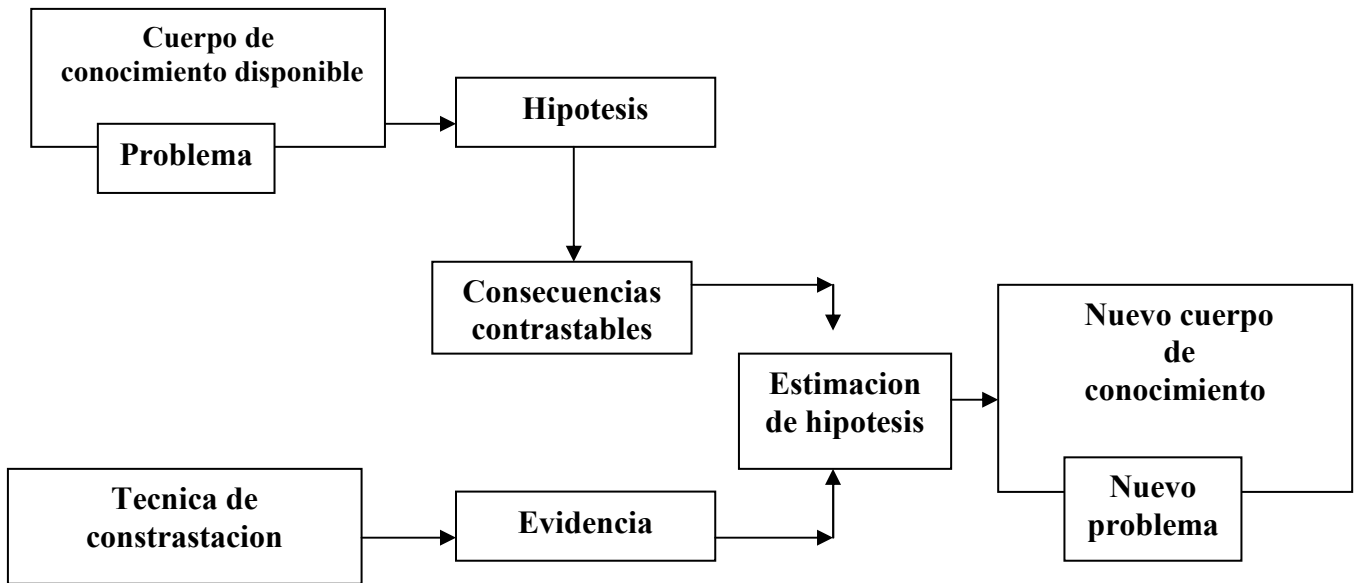 Cuerpo de
conocimiento disponible
Problema
Hipotesis
Consecuencias
contrastables
Estimacion
de hipotesis
Nuevo cuerpo
de
conocimiento
Nuevo
problema
Tecnica de
constrastacion
Evidencia